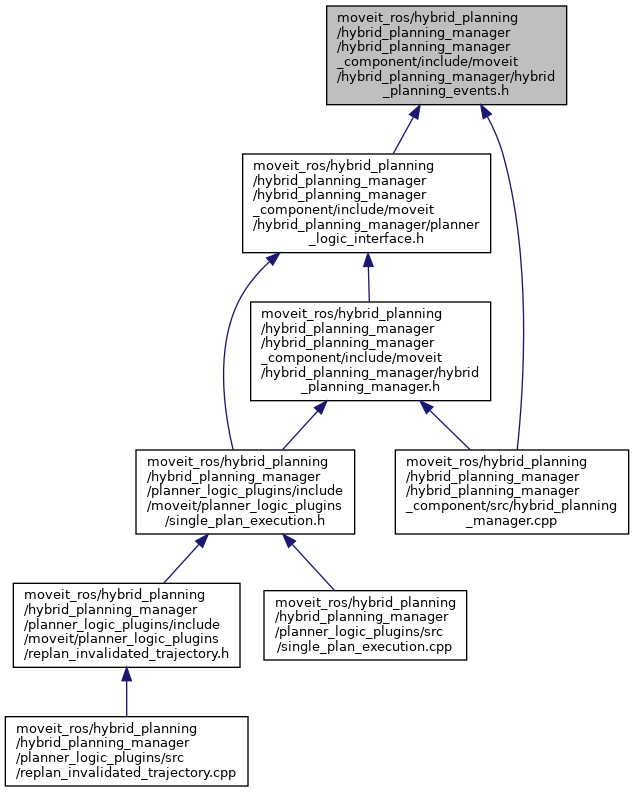 moveit_ros/hybrid_planning
/hybrid_planning_manager
/hybrid_planning_manager
_component/include/moveit
/hybrid_planning_manager/hybrid
_planning_events.h
moveit_ros/hybrid_planning
/hybrid_planning_manager
/hybrid_planning_manager
_component/include/moveit
/hybrid_planning_manager/planner
_logic_interface.h
moveit_ros/hybrid_planning
/hybrid_planning_manager
/hybrid_planning_manager
_component/include/moveit
/hybrid_planning_manager/hybrid
_planning_manager.h
moveit_ros/hybrid_planning
/hybrid_planning_manager
/planner_logic_plugins/include
/moveit/planner_logic_plugins
/single_plan_execution.h
moveit_ros/hybrid_planning
/hybrid_planning_manager
/hybrid_planning_manager
_component/src/hybrid_planning
_manager.cpp
moveit_ros/hybrid_planning
/hybrid_planning_manager
/planner_logic_plugins/include
/moveit/planner_logic_plugins
/replan_invalidated_trajectory.h
moveit_ros/hybrid_planning
/hybrid_planning_manager
/planner_logic_plugins/src
/single_plan_execution.cpp
moveit_ros/hybrid_planning
/hybrid_planning_manager
/planner_logic_plugins/src
/replan_invalidated_trajectory.cpp